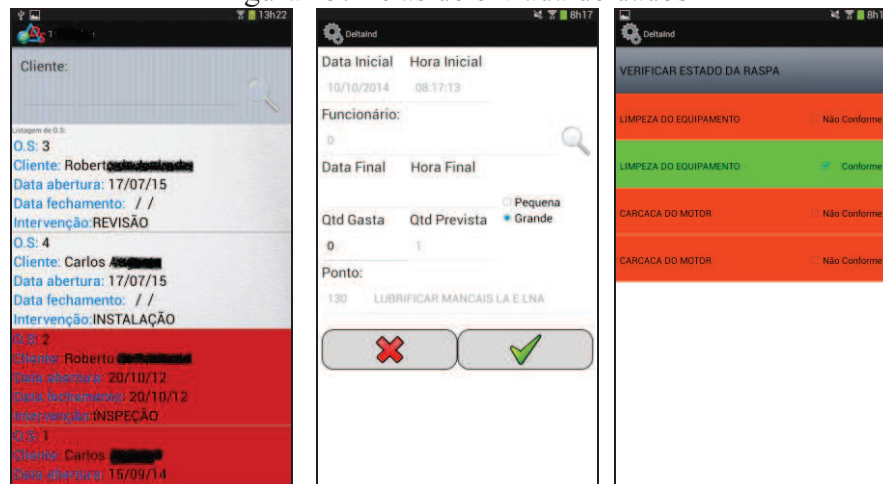 13h22
Cliente:
Listagem de O.S:
O.S: 3
Cliente: Roberto
Data abertura: 17/07/15
Data fechamento: / /
Intervenção:REVISÃO
O.S: 4
Cliente: Carlos
Data abertura: 17/07/15
Data fechamento: / /
Intervenção:INSTALAÇÃO
O.S: 2
Cliente: Roberto
Data abertura: 20/10/12
Data fechamento: 20/10/12
Intervenção:INSPEÇÃO
O.S: 1
Cliente: Carlos
Data abertura: 15/09/14
8h17
DeltaInd
Data Inicial Hora Inicial
10/10/2014 08:17:13
Funcionário:
0
Data Final Hora Final
Pequena
Qtd Gasta Qtd Prevista Grande
0 1
Ponto:
130 LUBRIFICAR MANCAIS LA E LNA
8h1
DeltaInd
VERIFICAR ESTADO DA RASPA
LIMPEZA DO EQUIPAMENTO Não Conforme
LIMPEZA DO EQUIPAMENTO Conforme
CARCACA DO MOTOR Não Conforme
CARCACA DO MOTOR Não Conforme